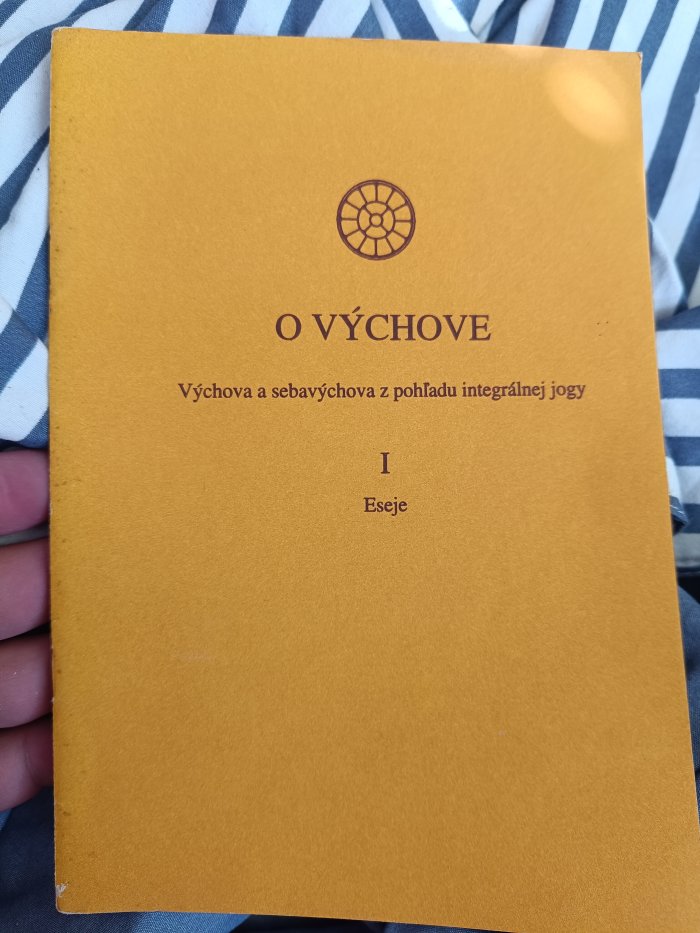 O VÝCHOVE
Výchova a sebavýchova z pohľadu integrálnej jogy
I
Eseje